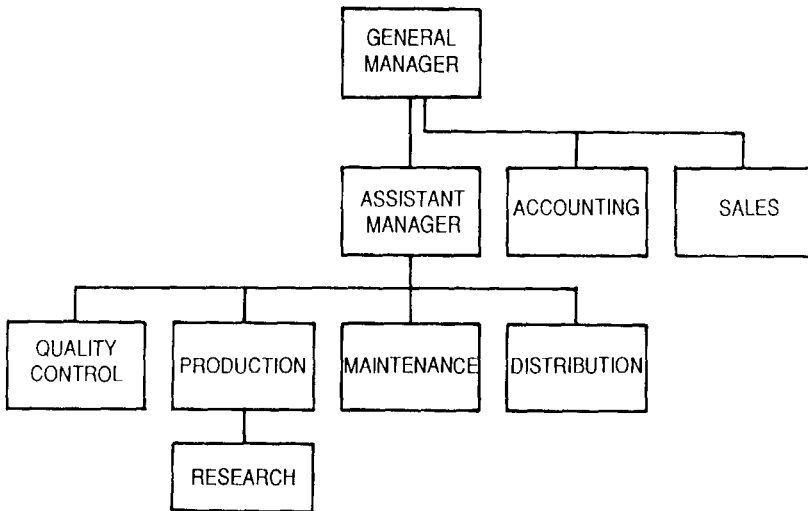 GENERAL
MANAGER
ASSISTANT
MANAGER
ACCOUNTING
SALES
QUALITY
CONTROL
PRODUCTION
MAINTENANCE
DISTRIBUTION
RESEARCH